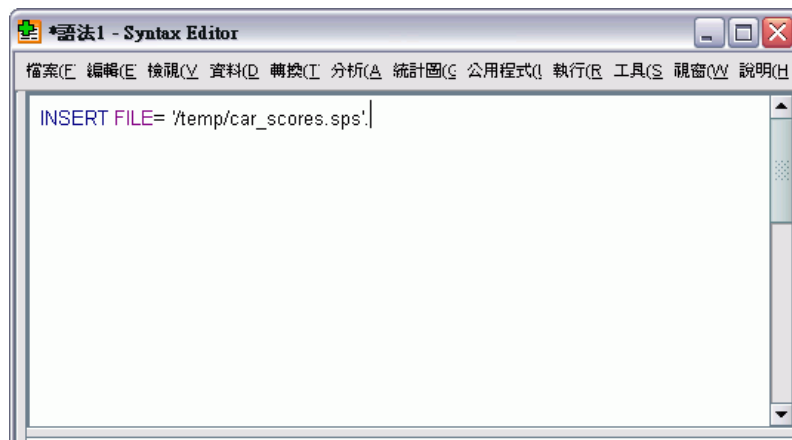 *語法1 - Syntax Editor
檔案(F 編輯(E 檢視(V 資料(D 轉換(T 分析(A 統計圖(G 公用程式(U 執行(R 工具(S 視窗(W 說明(H
INSERT FILE= '/temp/car_scores.sps'.